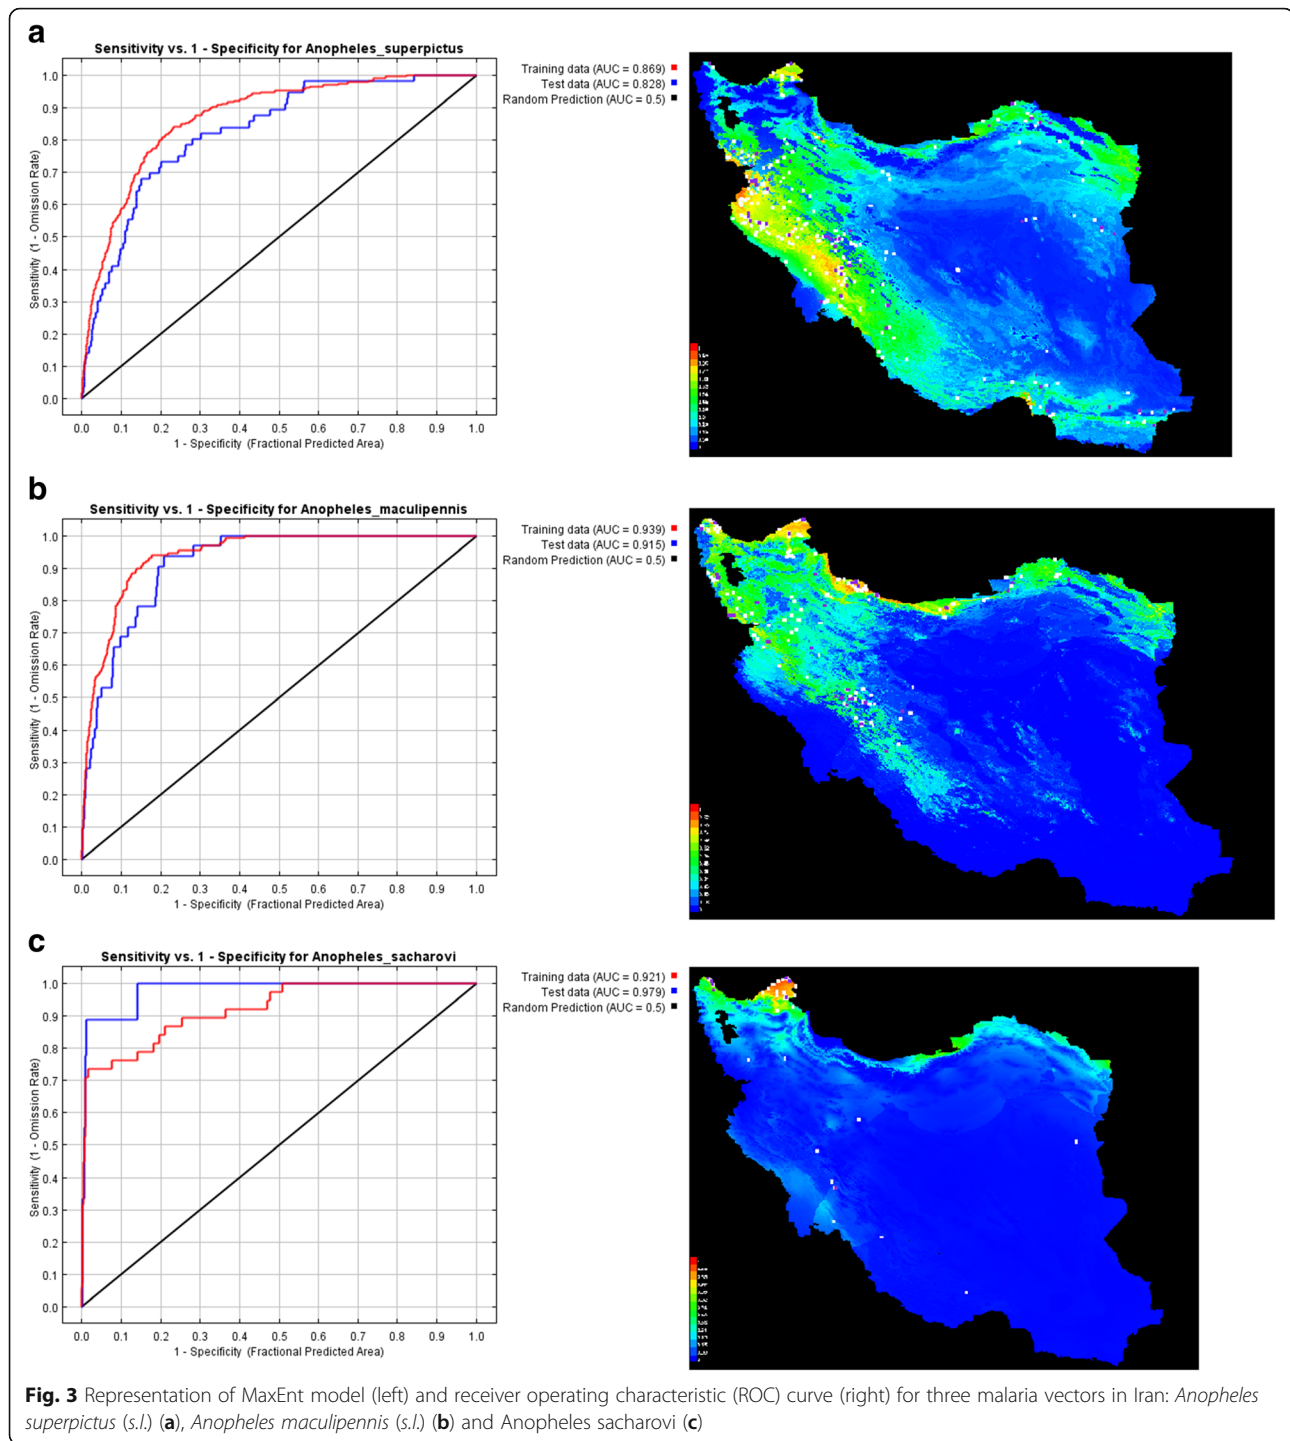 a
Sensitivity vs. 1 - Specificity for Anopheles_superpictus
Training data (AUC = 0.869)
Test data (AUC = 0.828)
Random Prediction (AUC = 0.5)
Sensitivity (1 - Omission Rate)
1.0
0.9
0.8
0.7
0.6
0.5
0.4
0.3
0.2
0.1
0.0
0.0 0.1 0.2 0.3 0.4 0.5 0.6 0.7 0.8 0.9 1.0
1 - Specificity (Fractional Predicted Area)
b
Sensitivity vs. 1 - Specificity for Anopheles_maculipennis
Training data (AUC = 0.939)
Test data (AUC = 0.915)
Random Prediction (AUC = 0.5)
Sensitivity (1 - Omission Rate)
1.0
0.9
0.8
0.7
0.6
0.5
0.4
0.3
0.2
0.1
0.0
0.0 0.1 0.2 0.3 0.4 0.5 0.6 0.7 0.8 0.9 1.0
1 - Specificity (Fractional Predicted Area)
c
Sensitivity vs. 1 - Specificity for Anopheles_sacharovi
Training data (AUC = 0.921)
Test data (AUC = 0.979)
Random Prediction (AUC = 0.5)
Sensitivity (1 - Omission Rate)
1.0
0.9
0.8
0.7
0.6
0.5
0.4
0.3
0.2
0.1
0.0
0.0 0.1 0.2 0.3 0.4 0.5 0.6 0.7 0.8 0.9 1.0
1 - Specificity (Fractional Predicted Area)
Fig. 3 Representation of MaxEnt model (left) and receiver operating characteristic (ROC) curve (right) for three malaria vectors in Iran: Anopheles
superpictus (s.l.) (a), Anopheles maculipennis (s.l.) (b) and Anopheles sacharovi (c)